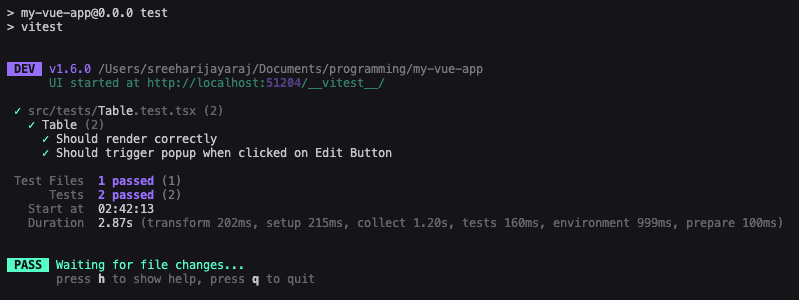 > my-vue-app@0.0.0 test
> vitest
DEV v1.6.0 /Users/sreeharijayaraj/Documents/programming/my-vue-app
UI started at http://localhost:51204/__vitest__/
✓ src/tests/Table.test.tsx (2)
✓ Table (2)
✓ Should render correctly
✓ Should trigger popup when clicked on Edit Button
Test Files 1 passed (1)
Tests 2 passed (2)
Start at 02:42:13
Duration 2.87s (transform 202ms, setup 215ms, collect 1.20s, tests 160ms, environment 999ms, prepare 100ms)
PASS Waiting for file changes...
press h to show help, press q to quit